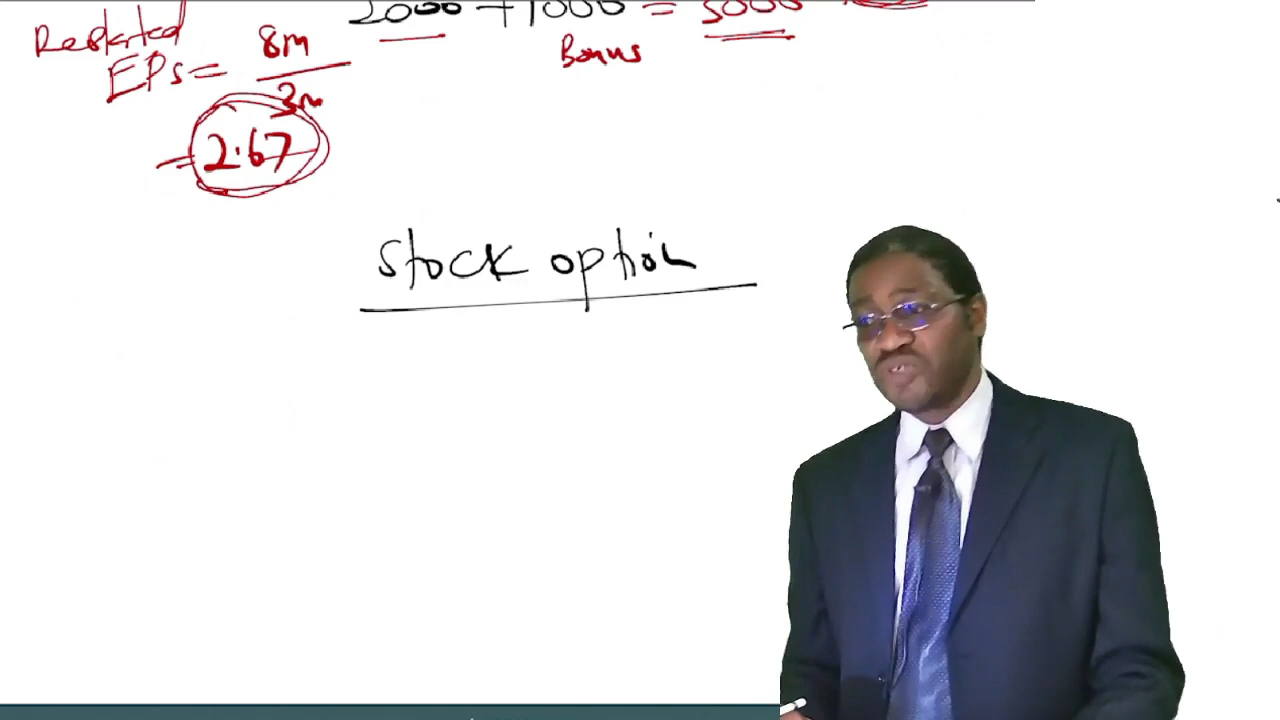 2000 + 1000 = 3000
Bonus
Restated
EPS = 8m
3m
= 2.67
Stock option